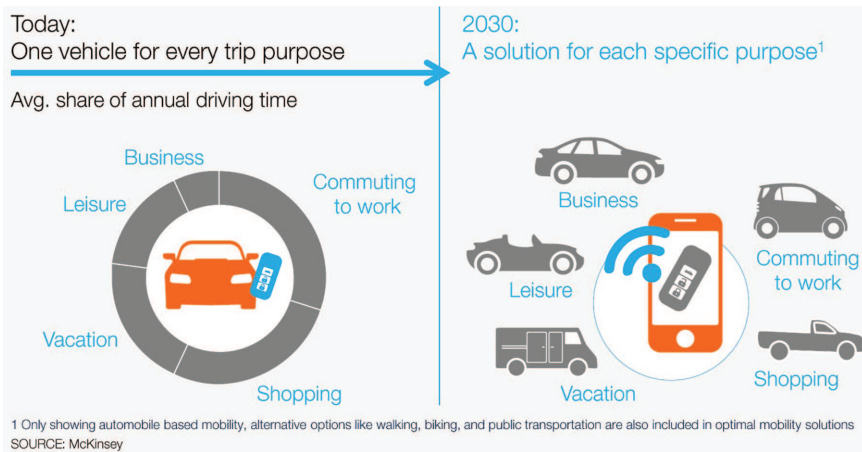 Today:
One vehicle for every trip purpose
Avg. share of annual driving time
Business
Leisure
Commuting
to work
Vacation
Shopping
2030:
A solution for each specific purpose1
Business
Leisure
Commuting
to work
Vacation
Shopping
1 Only showing automobile based mobility, alternative options like walking, biking, and public transportation are also included in optimal mobility solutions
SOURCE: McKinsey